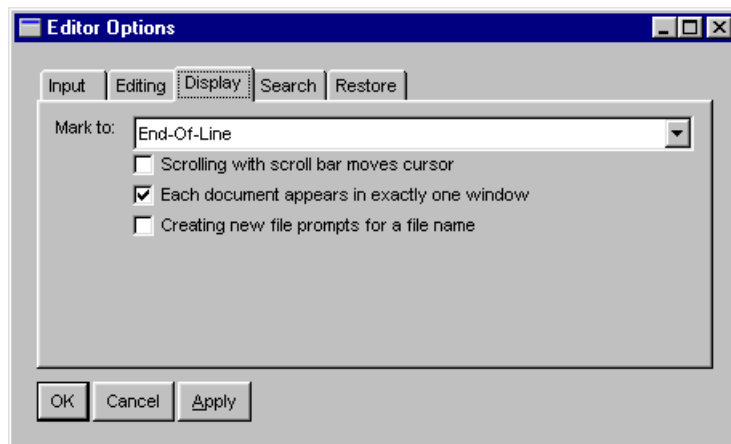 Editor Options
Input Editing Display Search Restore
Mark to: End-Of-Line
Scrolling with scroll bar moves cursor
Each document appears in exactly one window
Creating new file prompts for a file name
OK Cancel Apply